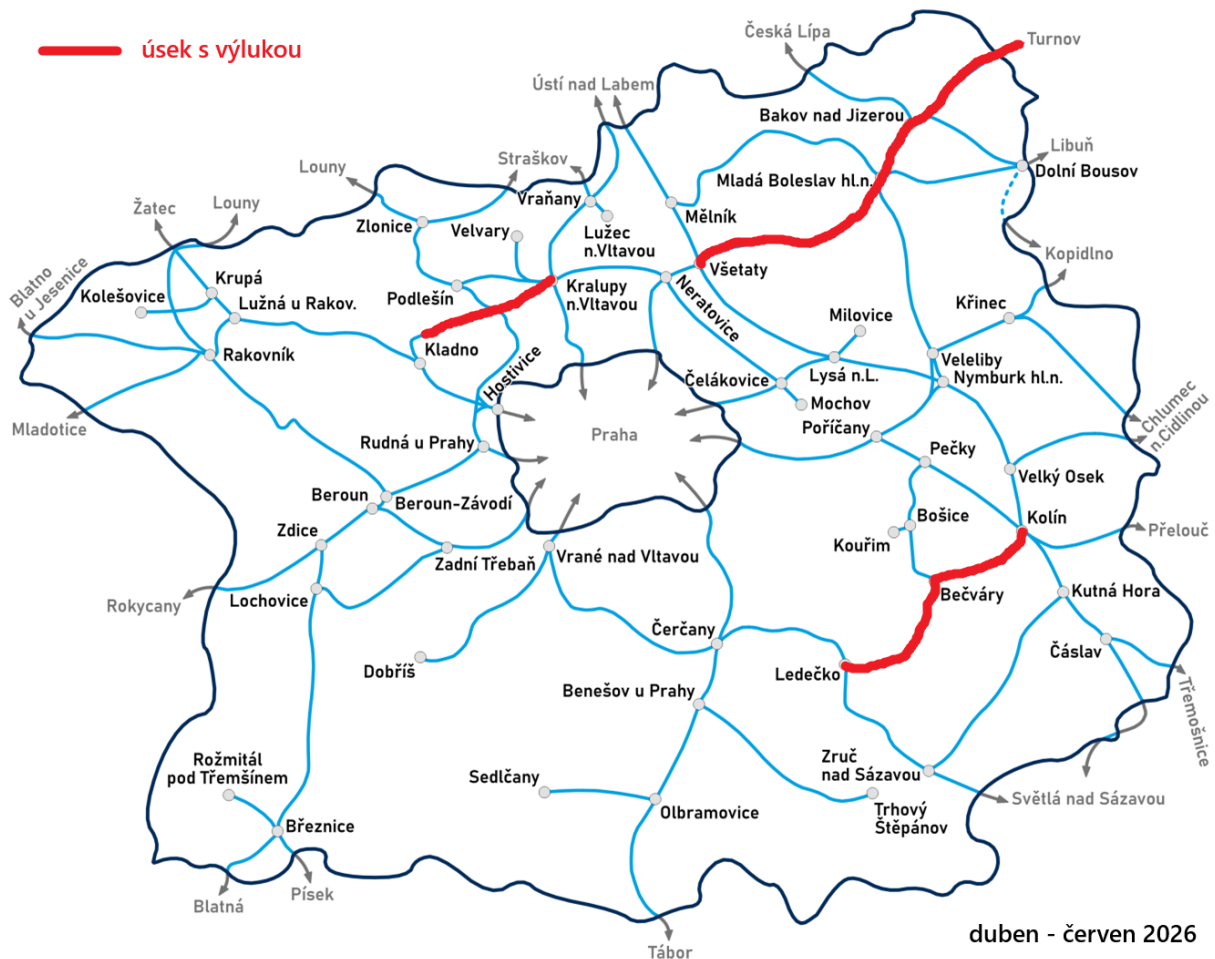 úsek s výlukou
Česká Lípa
Turnov
Ústí nad Labem
Bakov nad Jizerou
Libuň
Dolní Bousov
Louny
Straškov
Mladá Boleslav hl.n.
Žatec
Louny
Vraňany
Mělník
Zlonice
Velvary
Lužec
n.Vltavou
Kopidlno
Všetaty
Blatno
u Jesenice
Krupá
Kolešovice
Lužná u Rakov.
Podlešín
Kralupy
n.Vltavou
Neratovice
Milovice
Křinec
Rakovník
Kladno
Hostivice
Čelákovice
Lysá n.L.
Veleliby
Nymburk hl.n.
Mochov
Chlumec
n.Cidlinou
Mladotice
Praha
Poříčany
Rudná u Prahy
Pečky
Velký Osek
Beroun
Beroun-Závodí
Bošice
Kolín
Zdice
Kouřim
Přelouč
Zadní Třebaň
Vrané nad Vltavou
Rokycany
Lochovice
Bečváry
Kutná Hora
Čerčany
Čáslav
Dobříš
Ledečko
Benešov u Prahy
Třemošnice
Rožmitál
pod Třemšínem
Sedlčany
Zruč
nad Sázavou
Světlá nad Sázavou
Olbramovice
Trhový
Štěpánov
Březnice
Písek
Blatná
duben - červen 2026
Tábor